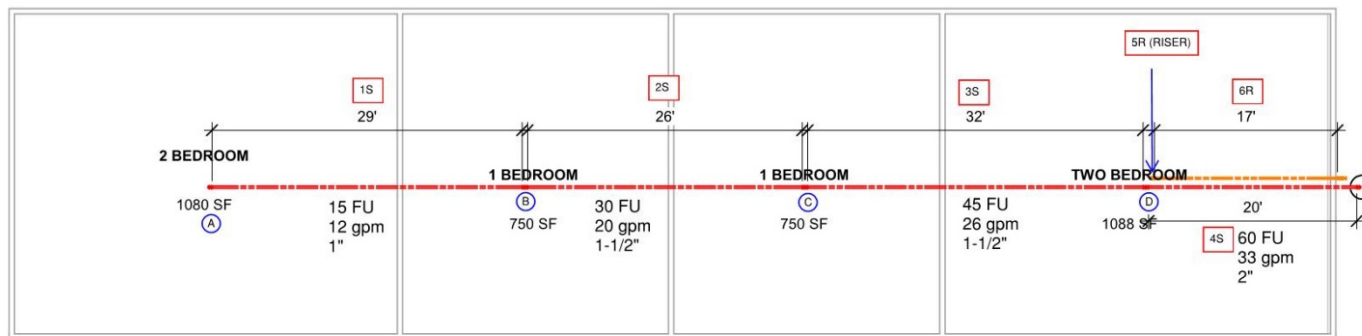 5R (RISER)
1S
2S
3S
6R
29'
26'
32'
17'
2 BEDROOM
1 BEDROOM
1 BEDROOM
TWO BEDROOM
1080 SF
A
15 FU
12 gpm
1"
B
750 SF
30 FU
20 gpm
1-1/2"
C
750 SF
45 FU
26 gpm
1-1/2"
D
1088 SF
20'
4S
60 FU
33 gpm
2"